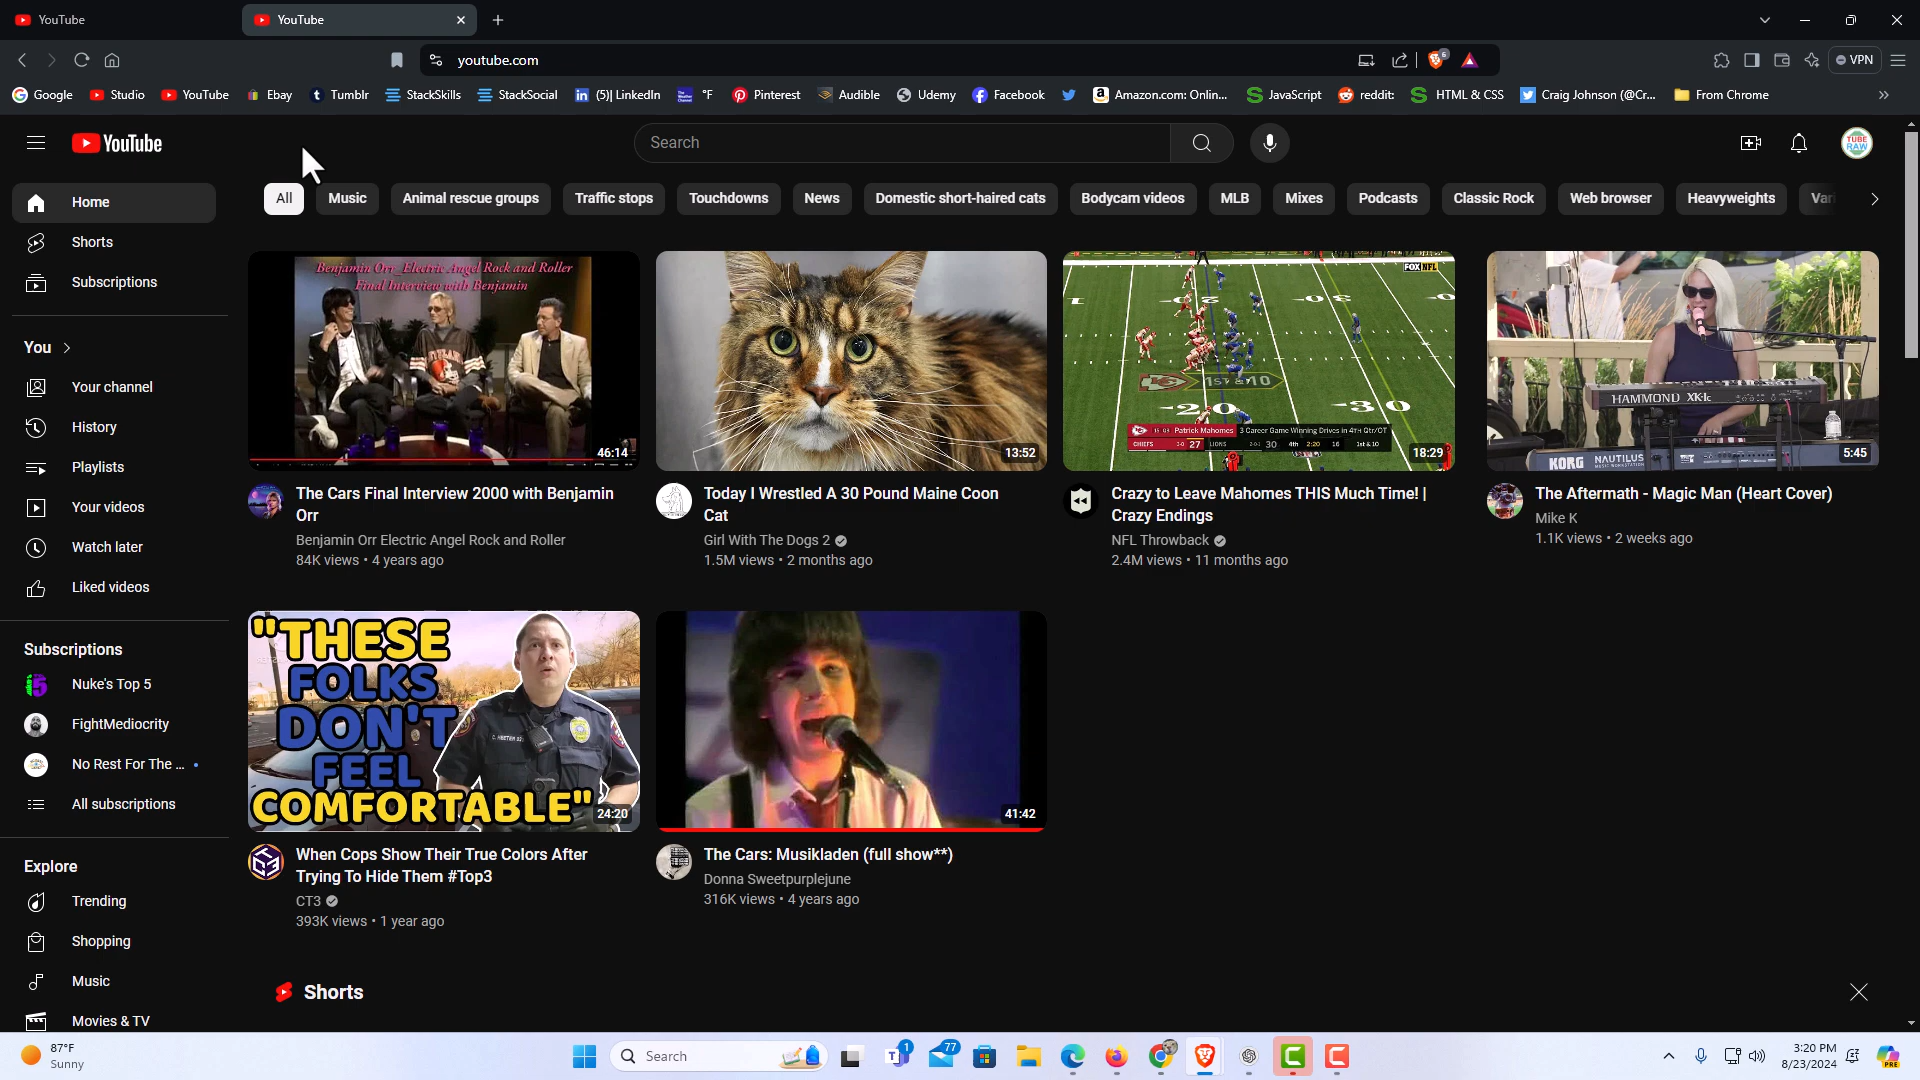 YouTube
YouTube
youtube.com
6
VPN
Google
Studio
YouTube
Ebay
Tumblr
StackSkills
StackSocial
(5)| LinkedIn
°F
Pinterest
Audible
Udemy
Facebook
Amazon.com: Onlin...
JavaScript
reddit:
HTML & CSS
Craig Johnson (@Cr...
From Chrome
YouTube
Search
TUBE
RAW
All
Music
Animal rescue groups
Traffic stops
Touchdowns
News
Domestic short-haired cats
Bodycam videos
MLB
Mixes
Podcasts
Classic Rock
Web browser
Heavyweights
Vari
Home
Shorts
Subscriptions
You
Your channel
History
Playlists
Your videos
Watch later
Liked videos
Subscriptions
Nuke's Top 5
FightMediocrity
No Rest For The ...
All subscriptions
Explore
Trending
Shopping
Music
Movies & TV
Benjamin Orr_Electric Angel Rock and Roller
Final Interview with Benjamin
46:14
The Cars Final Interview 2000 with Benjamin
Orr
Benjamin Orr Electric Angel Rock and Roller
84K views • 4 years ago
13:52
Today I Wrestled A 30 Pound Maine Coon
Cat
Girl With The Dogs 2
1.5M views • 2 months ago
FOX NFL
1st & 10
20
30
Patrick Mahomes
3 Career Game Winning Drives in 4TH Qtr/OT
CHIEFS
27
LIONS
30
4th
2:20
16
1st & 10
18:29
Crazy to Leave Mahomes THIS Much Time! |
Crazy Endings
NFL Throwback
2.4M views • 11 months ago
HAMMOND XK-1c
KORG NAUTILUS
5:45
The Aftermath - Magic Man (Heart Cover)
Mike K
1.1K views • 2 weeks ago
"THESE
FOLKS
DON'T
FEEL
COMFORTABLE"
24:20
When Cops Show Their True Colors After
Trying To Hide Them #Top3
CT3
393K views • 1 year ago
41:42
The Cars: Musikladen (full show**)
Donna Sweetpurplejune
316K views • 4 years ago
Shorts
87°F
Sunny
Search
1
77
3:20 PM
8/23/2024
PRE